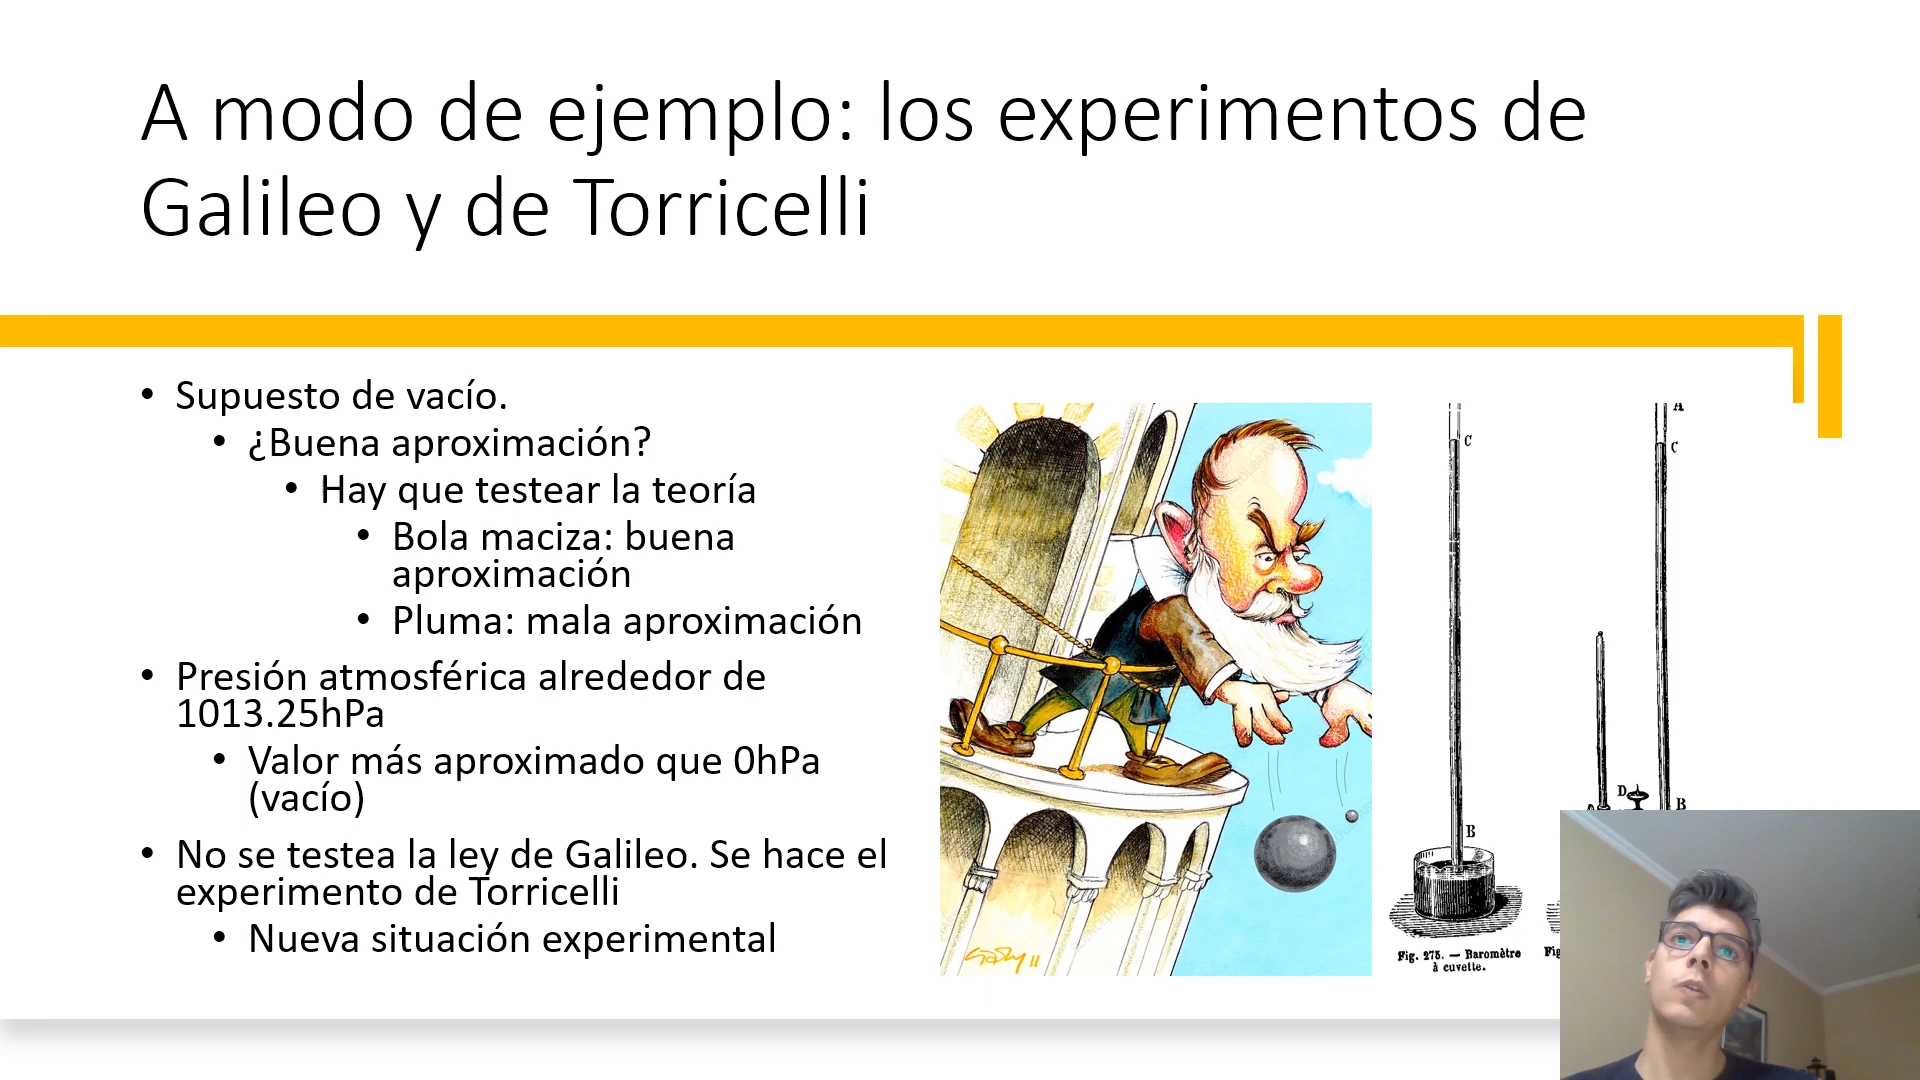 A modo de ejemplo: los experimentos de
Galileo y de Torricelli
• Supuesto de vacío.
• ¿Buena aproximación?
• Hay que testear la teoría
• Bola maciza: buena
aproximación
• Pluma: mala aproximación
• Presión atmosférica alrededor de
1013.25hPa
• Valor más aproximado que 0hPa
(vacío)
• No se testea la ley de Galileo. Se hace el
experimento de Torricelli
• Nueva situación experimental
C
B
Fig. 275. — Baromètre
à cuvette.
A
C
D
B
Fig